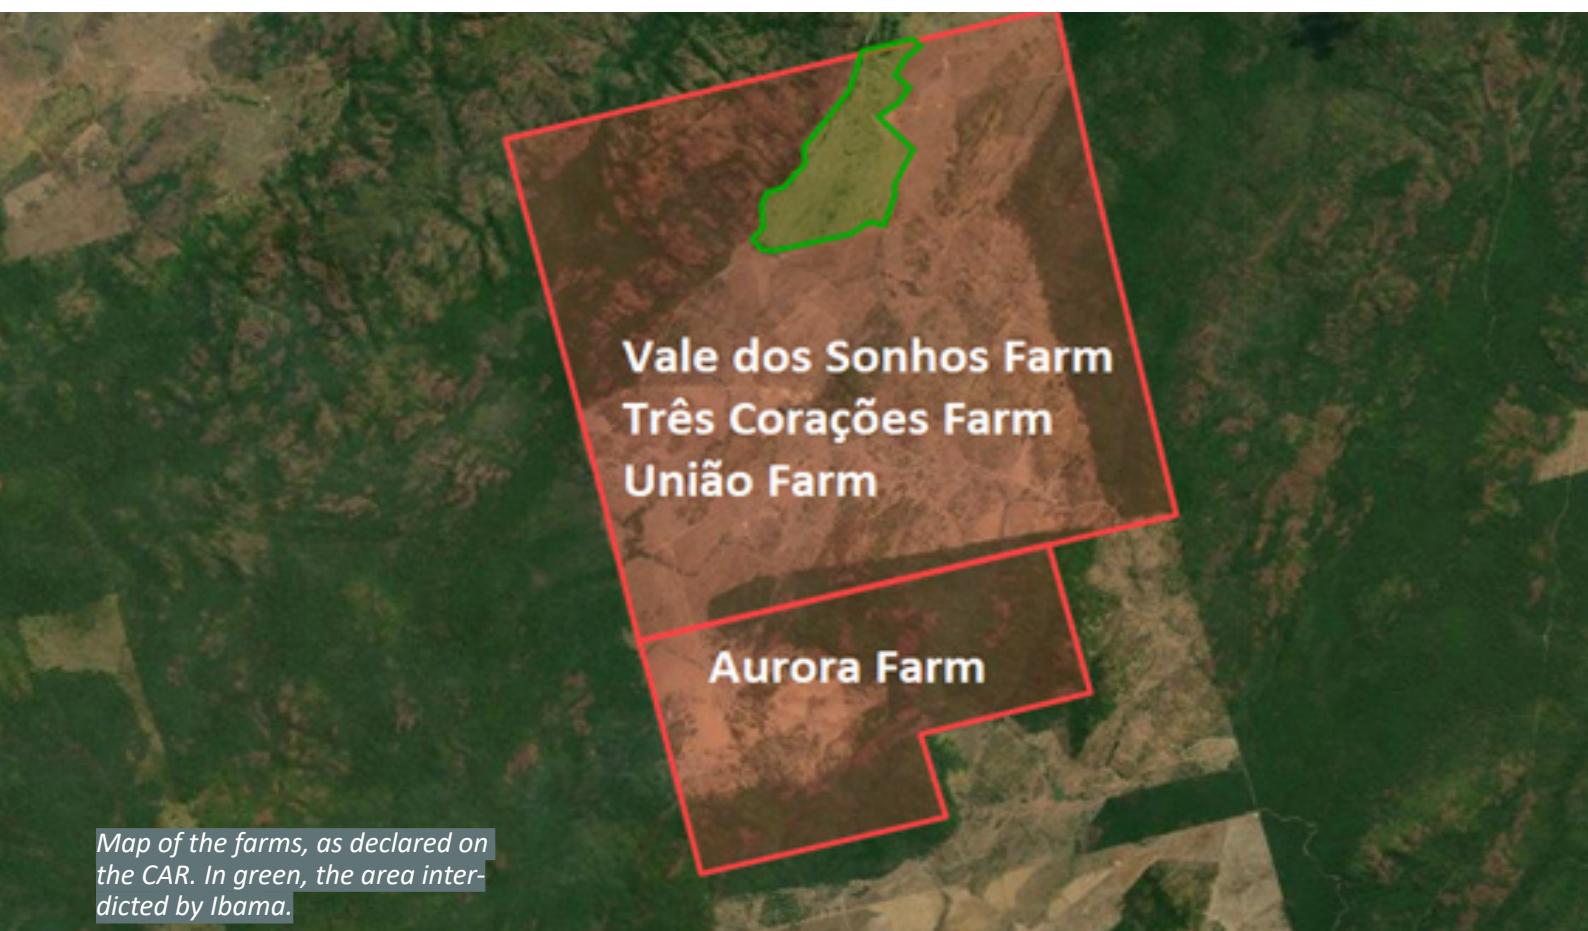 Vale dos Sonhos Farm
Três Corações Farm
União Farm
Aurora Farm
Map of the farms, as declared on
the CAR. In green, the area inter-
dicted by Ibama.